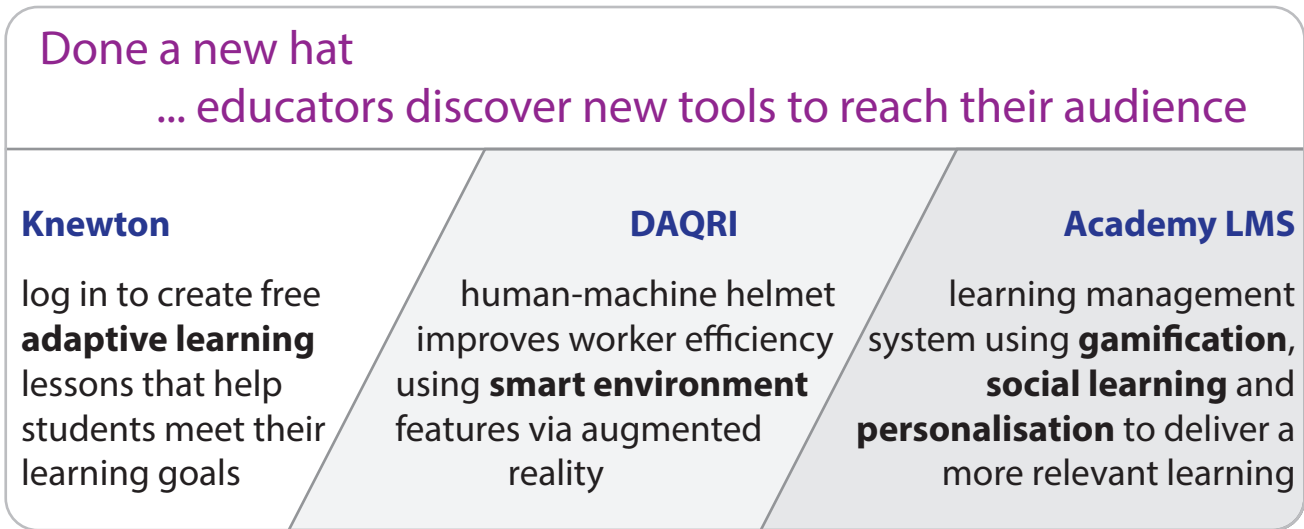 Done a new hat
... educators discover new tools to reach their audience
Knewton
log in to create free
adaptive learning
lessons that help
students meet their
learning goals
DAQRI
human-machine helmet
improves worker efficiency
using smart environment
features via augmented
reality
Academy LMS
learning management
system using gamification,
social learning and
personalisation to deliver a
more relevant learning